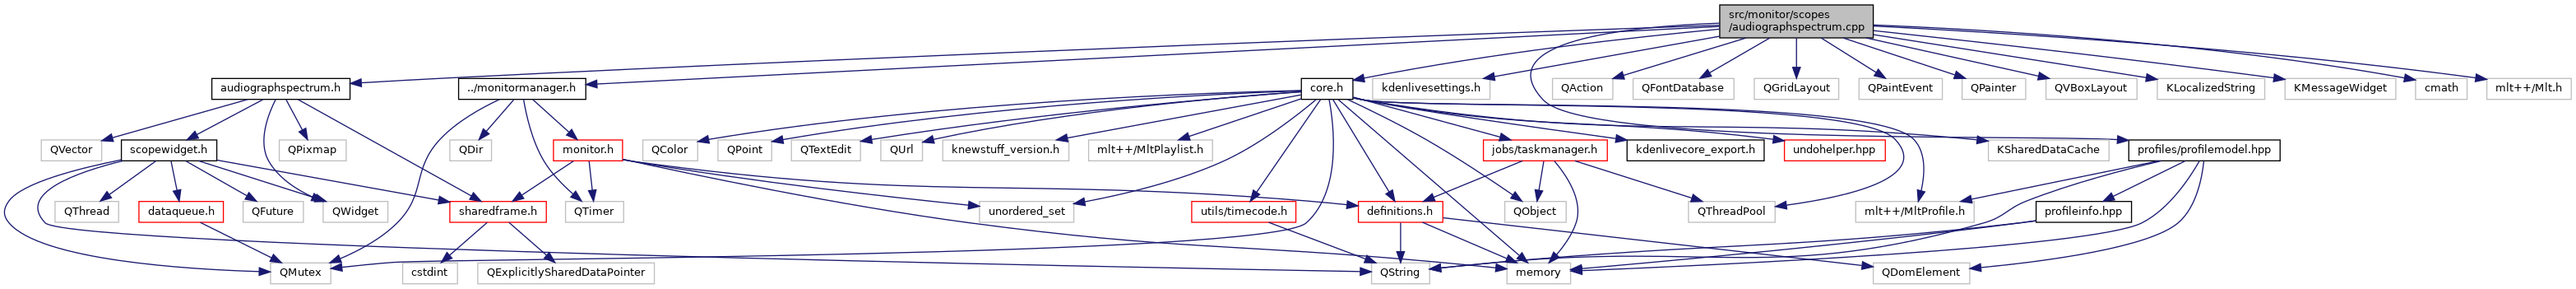 src/monitor/scopes
/audiographspectrum.cpp
audiographspectrum.h
../monitormanager.h
core.h
kdenlivesettings.h
QAction
QFontDatabase
QGridLayout
QPaintEvent
QPainter
QVBoxLayout
KLocalizedString
KMessageWidget
cmath
mlt++/Mlt.h
QVector
scopewidget.h
QPixmap
QDir
monitor.h
QColor
QPoint
QTextEdit
QUrl
knewstuff_version.h
mlt++/MltPlaylist.h
jobs/taskmanager.h
kdenlivecore_export.h
undohelper.hpp
KSharedDataCache
profiles/profilemodel.hpp
QThread
dataqueue.h
QFuture
QWidget
sharedframe.h
QTimer
unordered_set
utils/timecode.h
definitions.h
QObject
QThreadPool
mlt++/MltProfile.h
profileinfo.hpp
QMutex
cstdint
QExplicitlySharedDataPointer
QString
memory
QDomElement